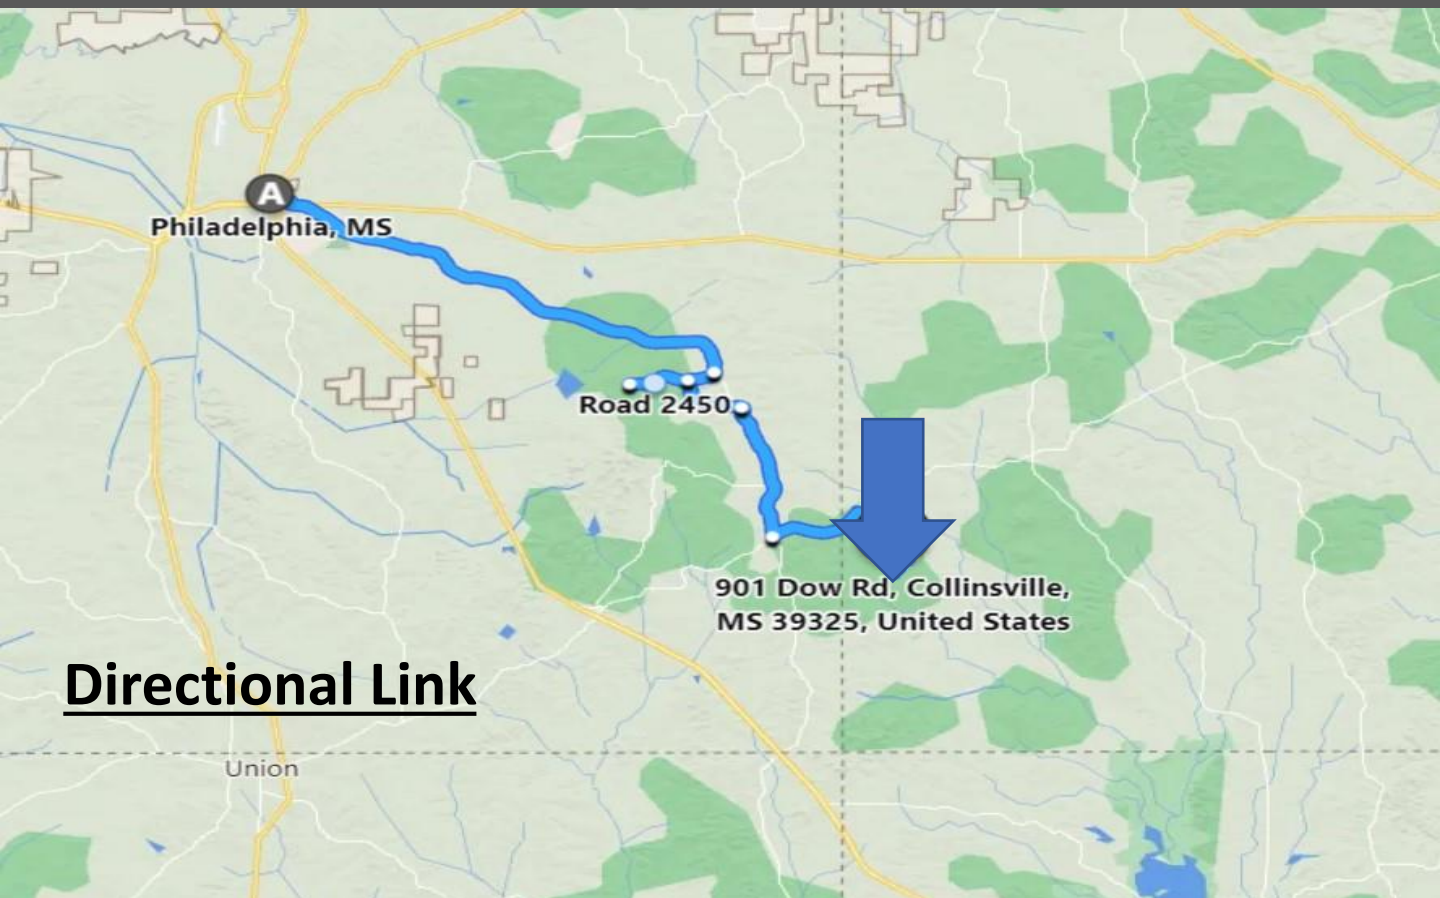 A
Philadelphia, MS
Road 2450
901 Dow Rd, Collinsville,
MS 39325, United States
Directional Link
Union